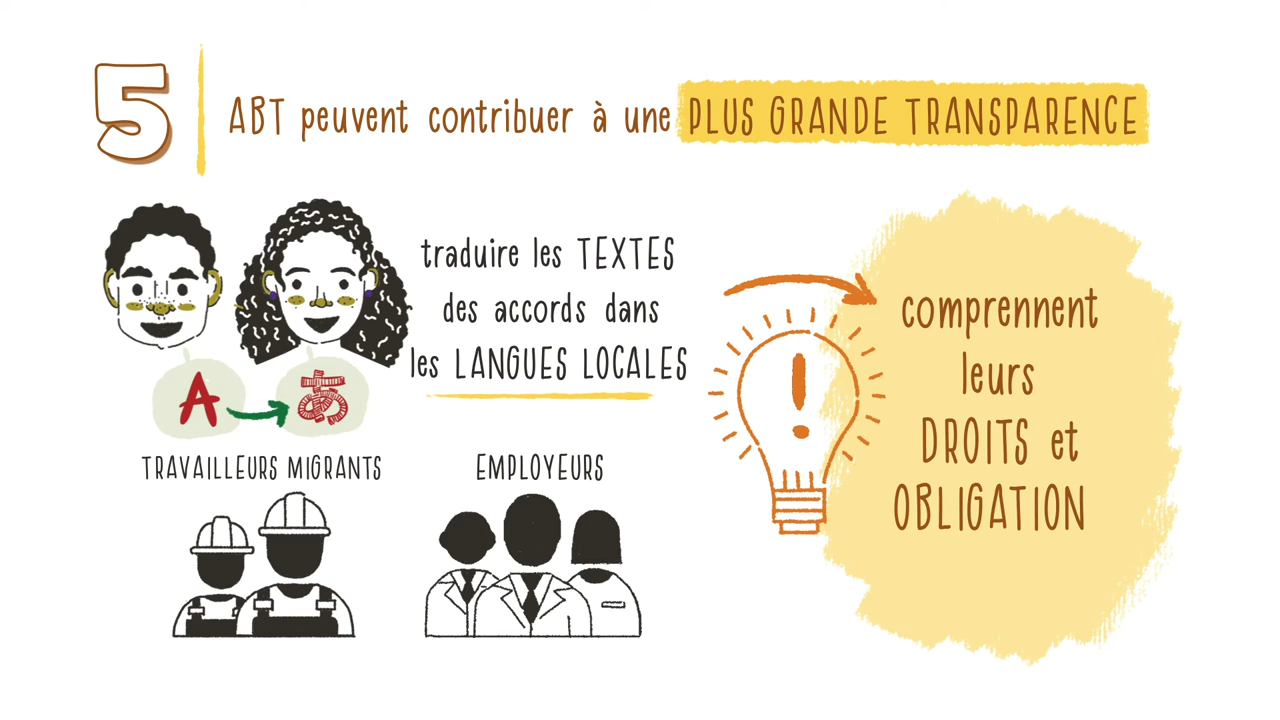 5
ABT peuvent contribuer à une PLUS GRANDE TRANSPARENCE
traduire les TEXTES
des accords dans
les LANGUES LOCALES
A
あ
!
comprennent
leurs
DROITS et
OBLIGATION
TRAVAILLEURS MIGRANTS
EMPLOYEURS